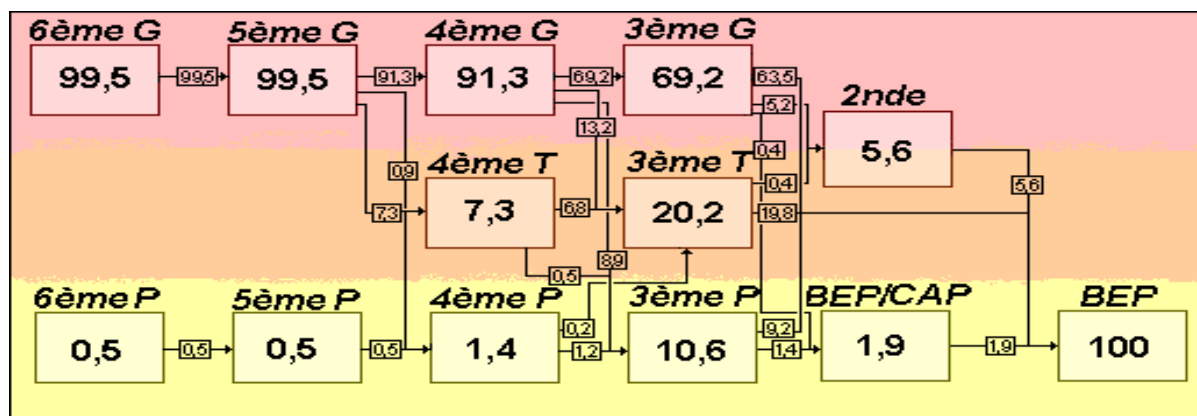 6ème G 5ème G 4ème G 3ème G
99,5 99,5 99,5 91,3 91,3 69,2 69,2 63,5
5,2
2nde
13,2
5,6
0,4
0,9
4ème T 3ème T
0,4
5,6
7,3 7,3 6,8 20,2 19,8
8,9
0,5
6ème P 5ème P 4ème P 3ème P BEP/CAP BEP
0,2 9,2
0,5 0,5 0,5 0,5 1,4 1,2 10,6 1,4 1,9 1,9 100